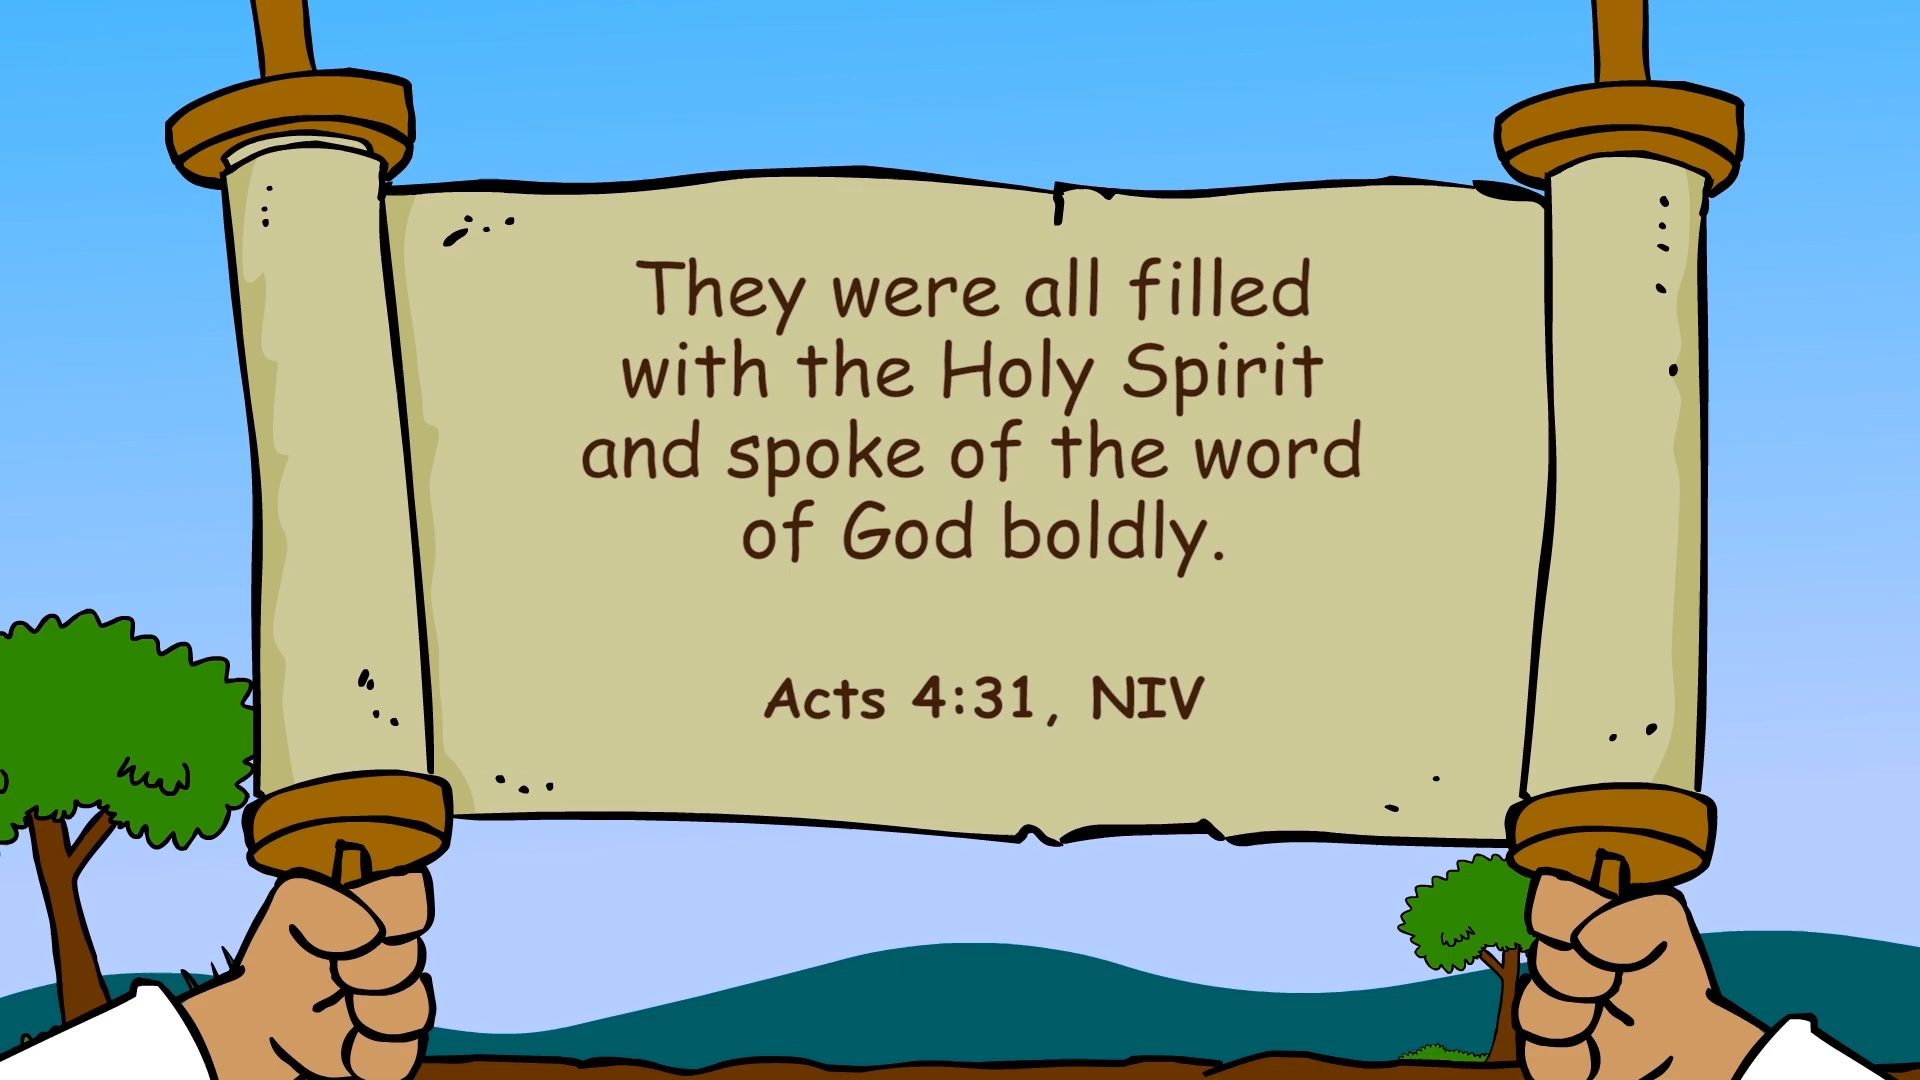 They were all filled
with the Holy Spirit
and spoke of the word
of God boldly.
Acts 4:31, NIV